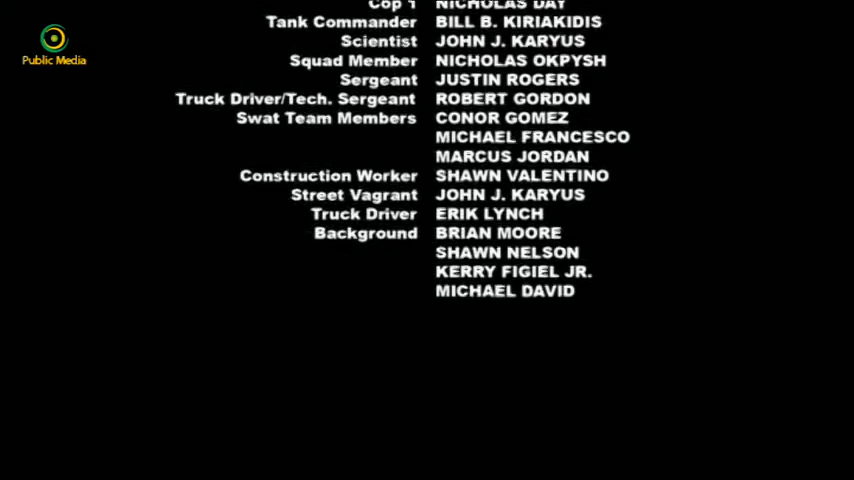 Cop 1 NICHOLAS DAY
Tank Commander BILL B. KIRIAKIDIS
Scientist JOHN J. KARYUS
Squad Member NICHOLAS OKPYSH
Sergeant JUSTIN ROGERS
Truck Driver/Tech. Sergeant ROBERT GORDON
Swat Team Members CONOR GOMEZ
MICHAEL FRANCESCO
MARCUS JORDAN
Construction Worker SHAWN VALENTINO
Street Vagrant JOHN J. KARYUS
Truck Driver ERIK LYNCH
Background BRIAN MOORE
SHAWN NELSON
KERRY FIGIEL JR.
MICHAEL DAVID
Public Media